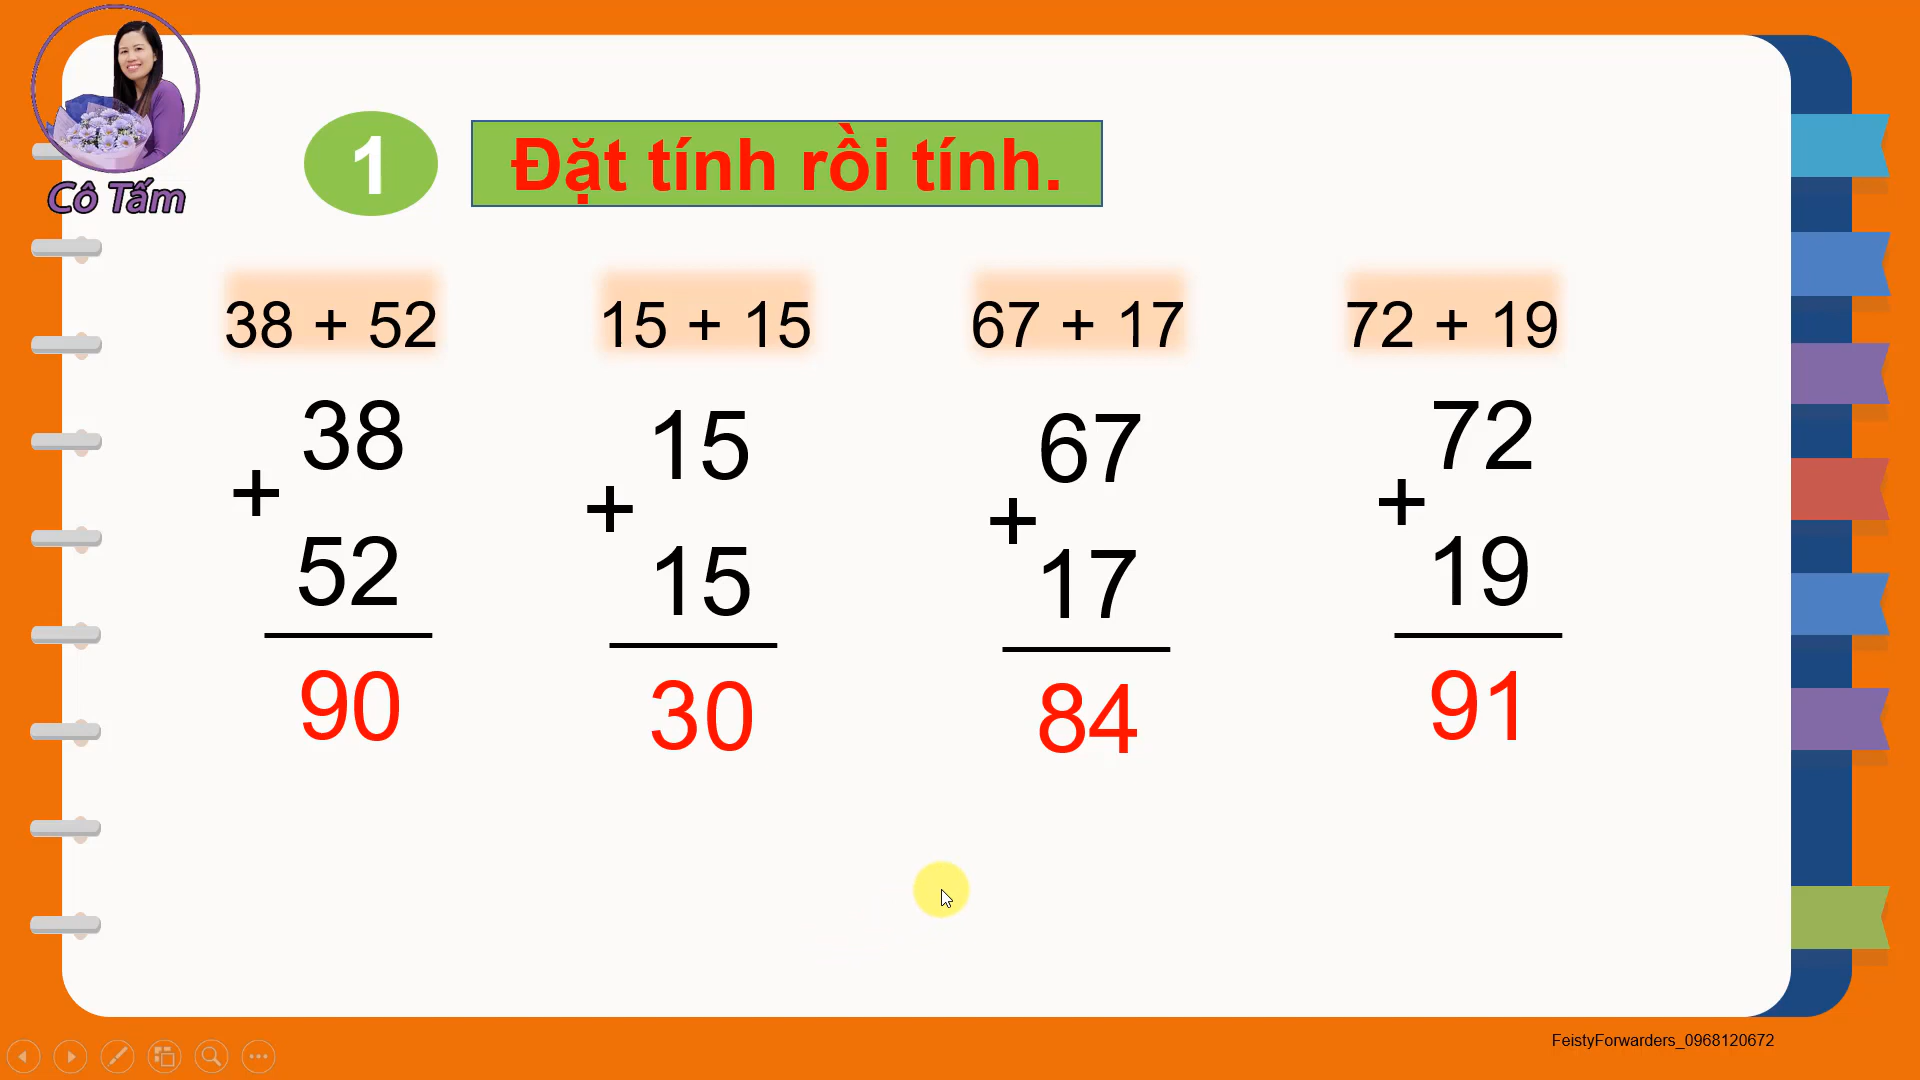 Cô Tấm
1 Đặt tính rồi tính.
38 + 52 15 + 15 67 + 17 72 + 19
38 15 67 72
+ + + +
52 15 17 19
90 30 84 91
FeistyForwarders_0968120672